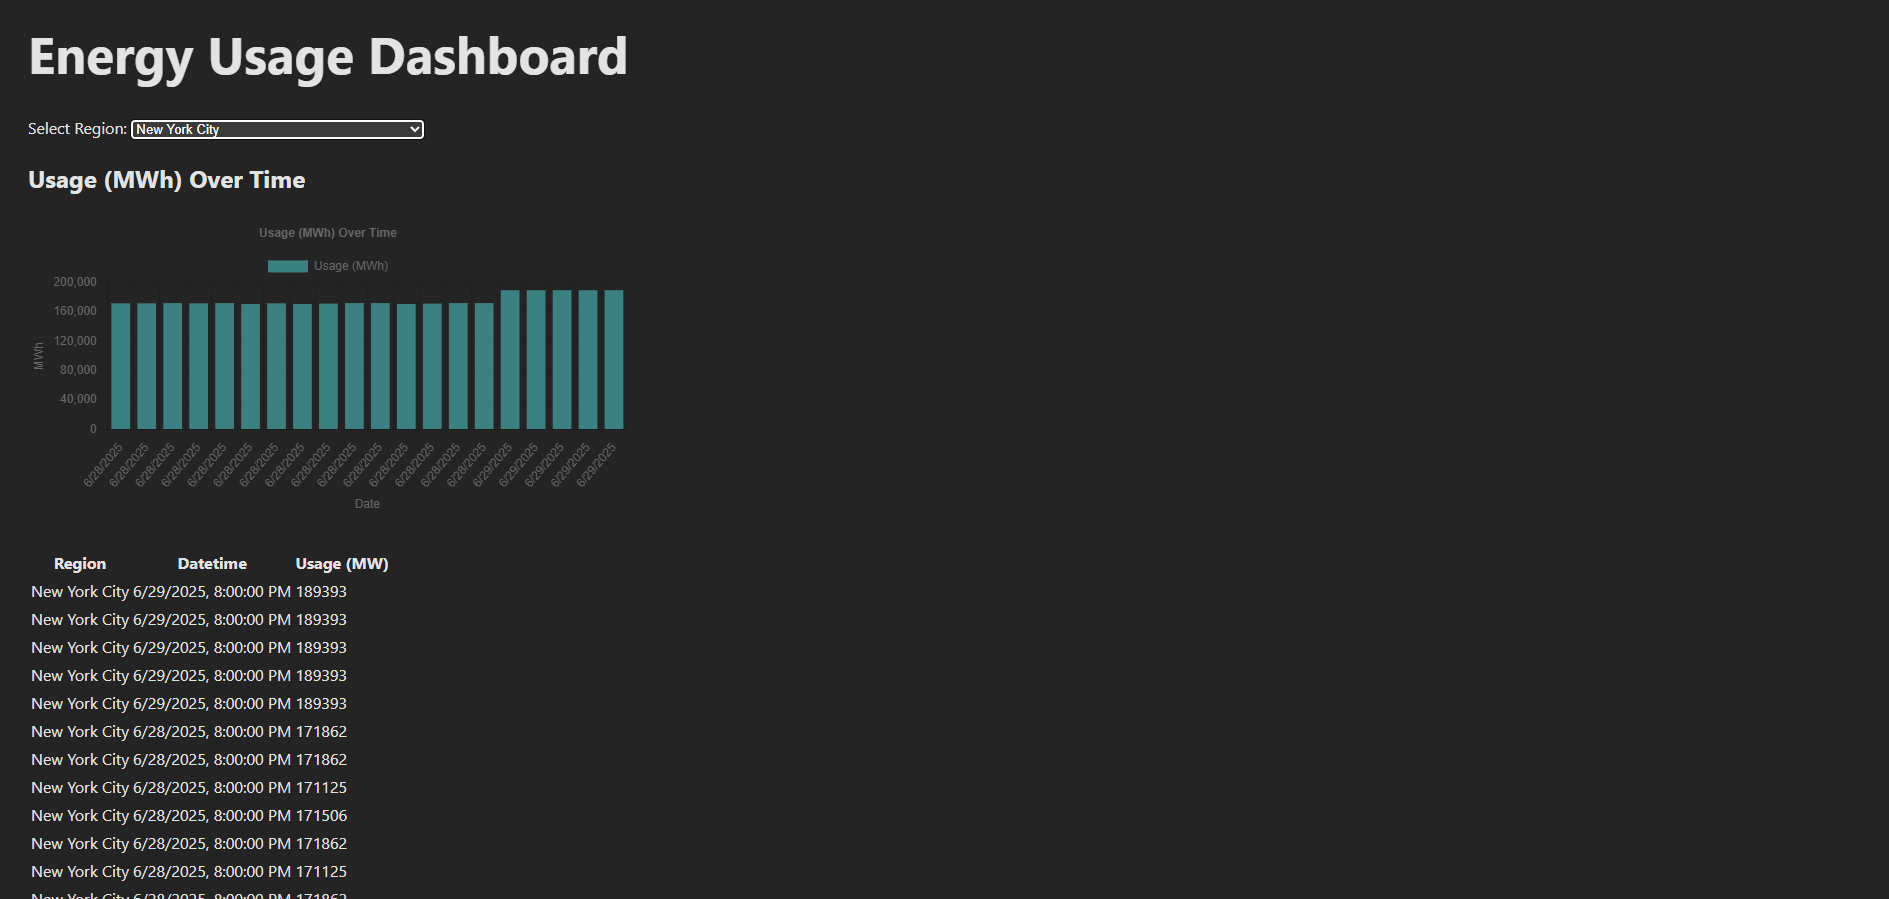 Energy Usage Dashboard
Select Region: New York City
Usage (MWh) Over Time
Usage (MWh) Over Time
Usage (MWh)
200,000
160,000
120,000
80,000
40,000
0
MWh
6/28/2025 6/28/2025 6/28/2025 6/28/2025 6/28/2025 6/28/2025 6/28/2025 6/28/2025 6/28/2025 6/28/2025 6/28/2025 6/28/2025 6/28/2025 6/28/2025 6/28/2025 6/29/2025 6/29/2025 6/29/2025 6/29/2025 6/29/2025
Date
Region Datetime Usage (MW)
New York City 6/29/2025, 8:00:00 PM 189393
New York City 6/29/2025, 8:00:00 PM 189393
New York City 6/29/2025, 8:00:00 PM 189393
New York City 6/29/2025, 8:00:00 PM 189393
New York City 6/29/2025, 8:00:00 PM 189393
New York City 6/28/2025, 8:00:00 PM 171862
New York City 6/28/2025, 8:00:00 PM 171862
New York City 6/28/2025, 8:00:00 PM 171125
New York City 6/28/2025, 8:00:00 PM 171506
New York City 6/28/2025, 8:00:00 PM 171862
New York City 6/28/2025, 8:00:00 PM 171125
New York City 6/28/2025, 8:00:00 PM